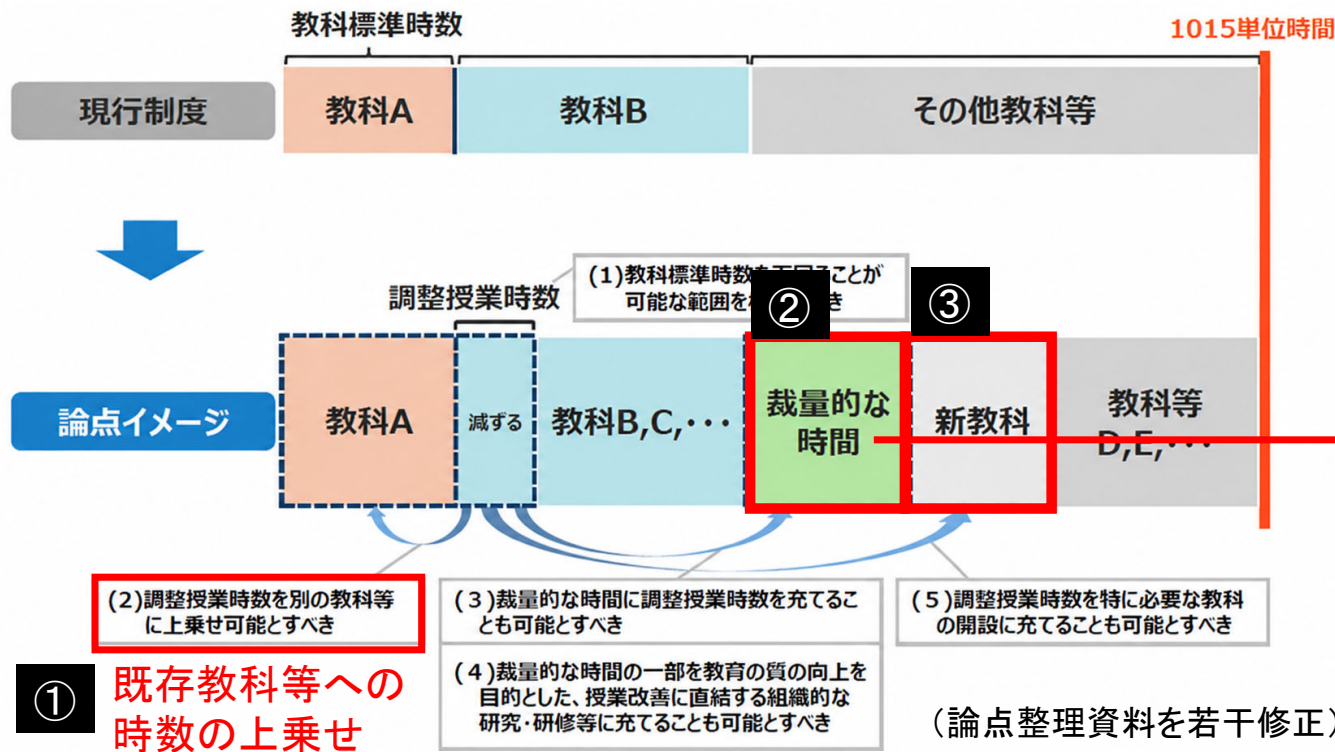 教科標準時数
1015単位時間
現行制度
教科A
教科B
その他教科等
調整授業時数
(1)教科標準時数を
ことが
可能な範囲を
き
②
③
論点イメージ
教科A
減ずる
教科B,C,・・・
裁量的な
時間
新教科
教科等
D,E,・・・
(2)調整授業時数を別の教科等
に上乗せ可能とすべき
(3)裁量的な時間に調整授業時数を充てるこ
とも可能とすべき
(4)裁量的な時間の一部を教育の質の向上を
目的とした、授業改善に直結する組織的な
研究・研修等に充てることも可能とすべき
(5)調整授業時数を特に必要な教科
の開設に充てることも可能とすべき
①
既存教科等への
時数の上乗せ
(論点整理資料を若干修正)